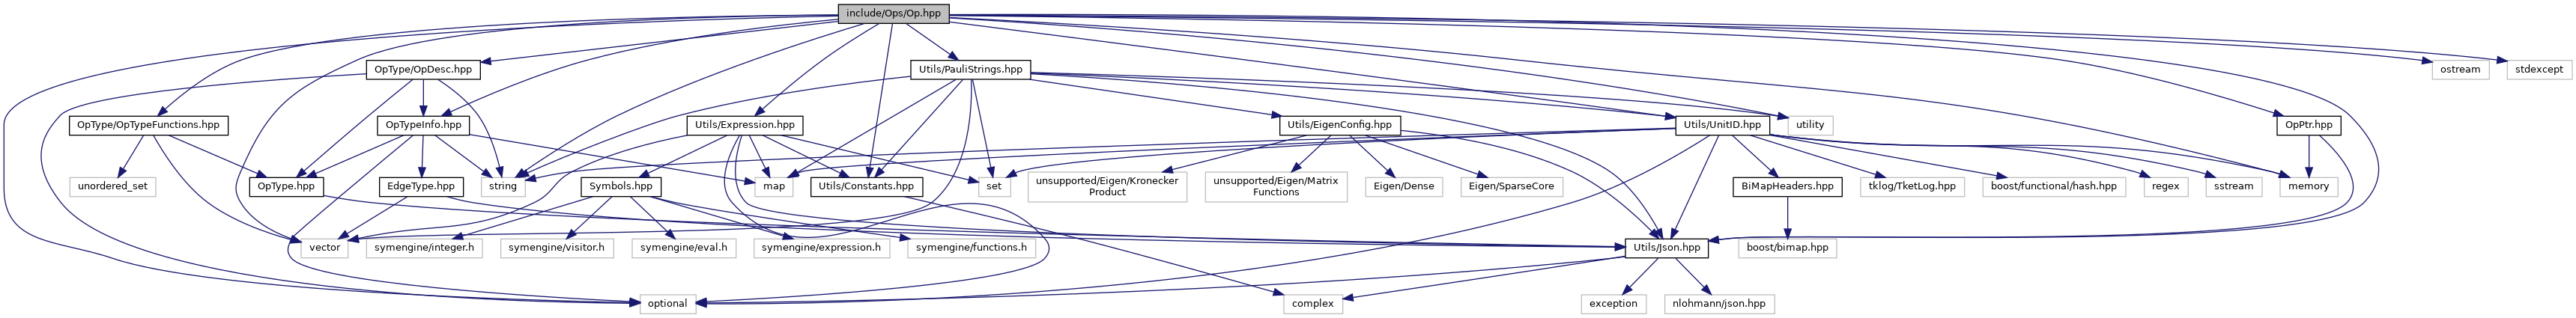 include/Ops/Op.hpp
OpType/OpDesc.hpp
Utils/PauliStrings.hpp
ostream
stdexcept
OpType/OpTypeFunctions.hpp
OpTypeInfo.hpp
Utils/Expression.hpp
Utils/EigenConfig.hpp
Utils/UnitID.hpp
utility
OpPtr.hpp
unordered_set
OpType.hpp
EdgeType.hpp
string
Symbols.hpp
map
Utils/Constants.hpp
set
unsupported/Eigen/Kronecker
Product
unsupported/Eigen/Matrix
Functions
Eigen/Dense
Eigen/SparseCore
BiMapHeaders.hpp
tklog/TketLog.hpp
boost/functional/hash.hpp
regex
sstream
memory
vector
symengine/integer.h
symengine/visitor.h
symengine/eval.h
symengine/expression.h
symengine/functions.h
Utils/Json.hpp
boost/bimap.hpp
optional
complex
exception
nlohmann/json.hpp